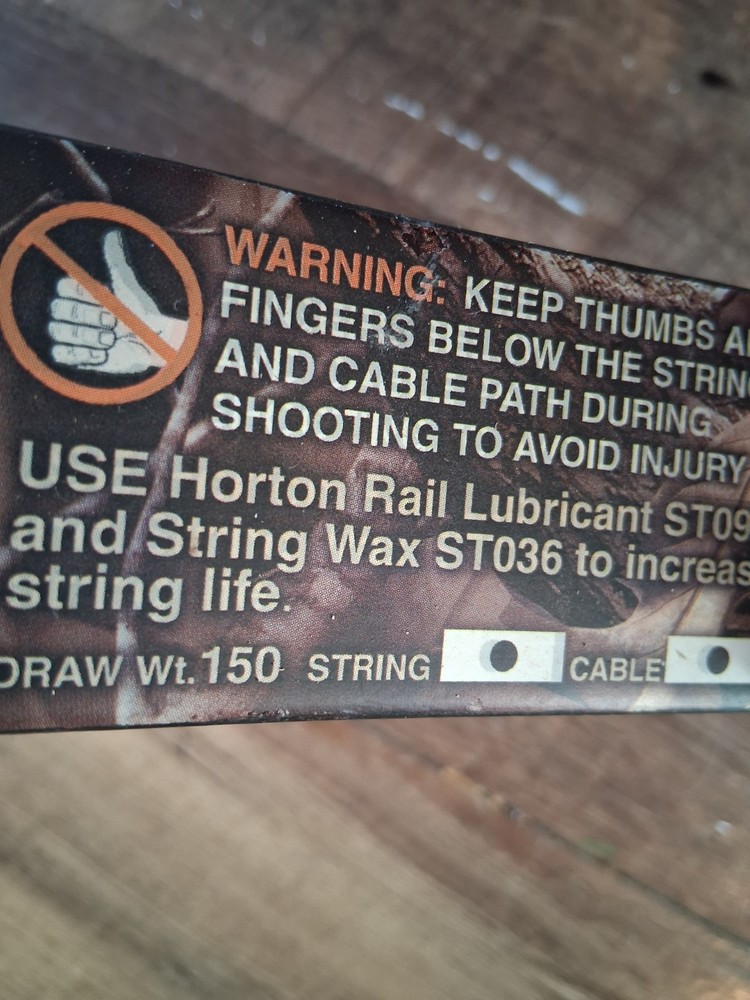 WARNING: KEEP THUMBS
FINGERS BELOW THE
AND CABLE PATH DURING
SHOOTING TO AVOID INJURY
USE Horton Rail Lubricant
and String Wax ST036 to
string life.
DRAW Wt. 150 STRING CABLE